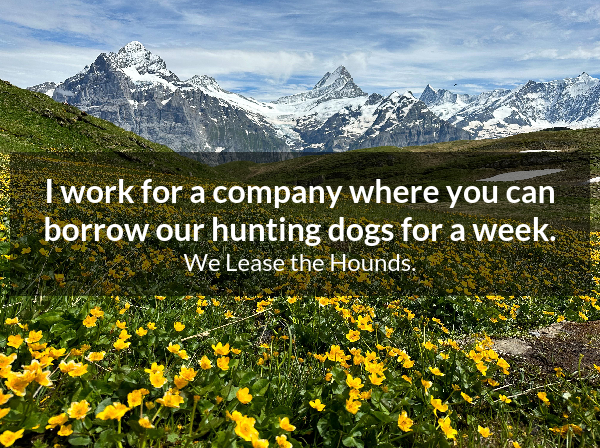 I work for a company where you can
borrow our hunting dogs for a week.
We Lease the Hounds.